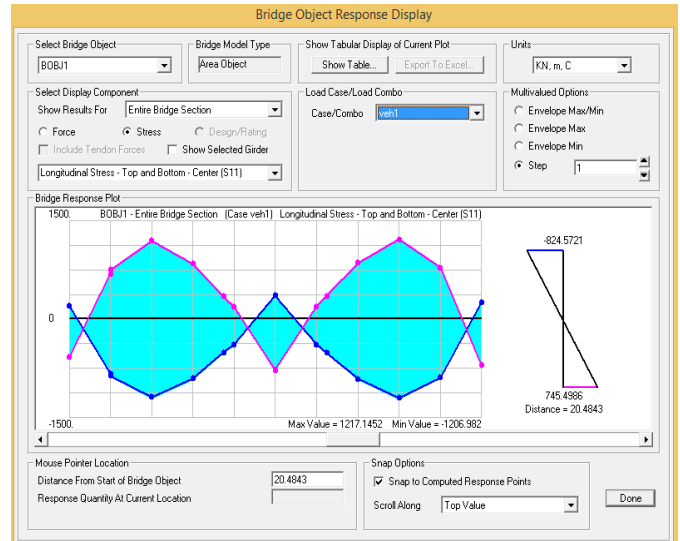 Bridge Object Response Display
Select Bridge Object
BOBJ1
Bridge Model Type
Area Object
Show Tabular Display of Current Plot
Show Table...
Export To Excel...
Units
KN, m, C
Select Display Component
Show Results For
Entire Bridge Section
Force
Stress
Design/Rating
Include Tendon Forces
Show Selected Girder
Longitudinal Stress - Top and Bottom - Center (S11)
Load Case/Load Combo
Case/Combo
veh1
Multivalued Options
Envelope Max/Min
Envelope Max
Envelope Min
Step
1
Bridge Response Plot
1500.
BOBJ1 - Entire Bridge Section (Case veh1) Longitudinal Stress - Top and Bottom - Center (S11)
0
-1500.
Max Value = 1217.1452 Min Value = -1206.982
-824.5721
745.4986
Distance = 20.4843
Mouse Pointer Location
Distance From Start of Bridge Object
20.4843
Response Quantity At Current Location
Snap Options
Snap to Computed Response Points
Scroll Along
Top Value
Done